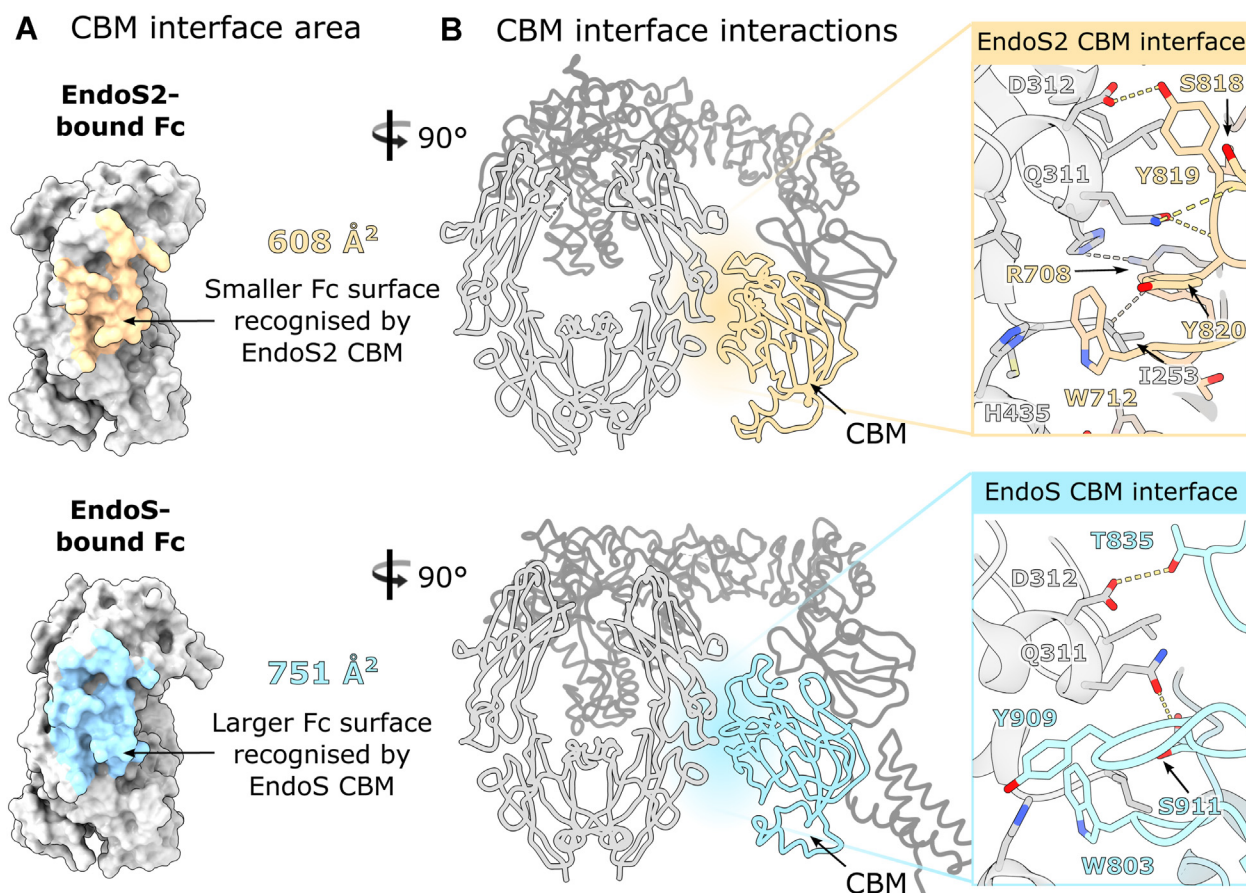 A CBM interface area
EndoS2-
bound Fc
90°
608 Å²
Smaller Fc surface
recognised by
EndoS2 CBM
EndoS-
bound Fc
90°
751 Å²
Larger Fc surface
recognised by
EndoS CBM
B CBM interface interactions
CBM
EndoS2 CBM interface
D312
S818
Q311
Y819
R708
Y820
I253
W712
H435
CBM
EndoS CBM interface
T835
D312
Q311
Y909
S911
W803